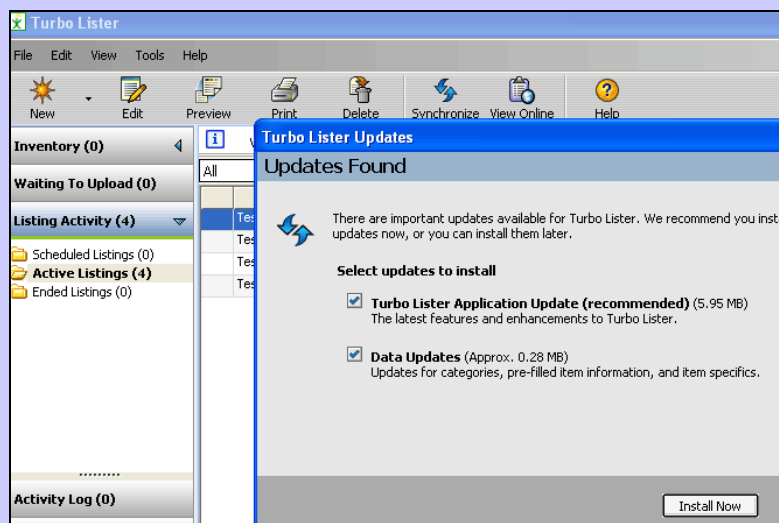 Turbo Lister
File Edit View Tools Help
New Edit Preview Print Delete Synchronize View Online Help
Inventory (0)
Waiting To Upload (0)
Listing Activity (4)
Scheduled Listings (0)
Active Listings (4)
Ended Listings (0)
Activity Log (0)
All
Tes
Tes
Tes
Tes
Turbo Lister Updates
Updates Found
There are important updates available for Turbo Lister. We recommend you inst
updates now, or you can install them later.
Select updates to install
Turbo Lister Application Update (recommended) (5.95 MB)
The latest features and enhancements to Turbo Lister.
Data Updates (Approx. 0.28 MB)
Updates for categories, pre-filled item information, and item specifics.
Install Now